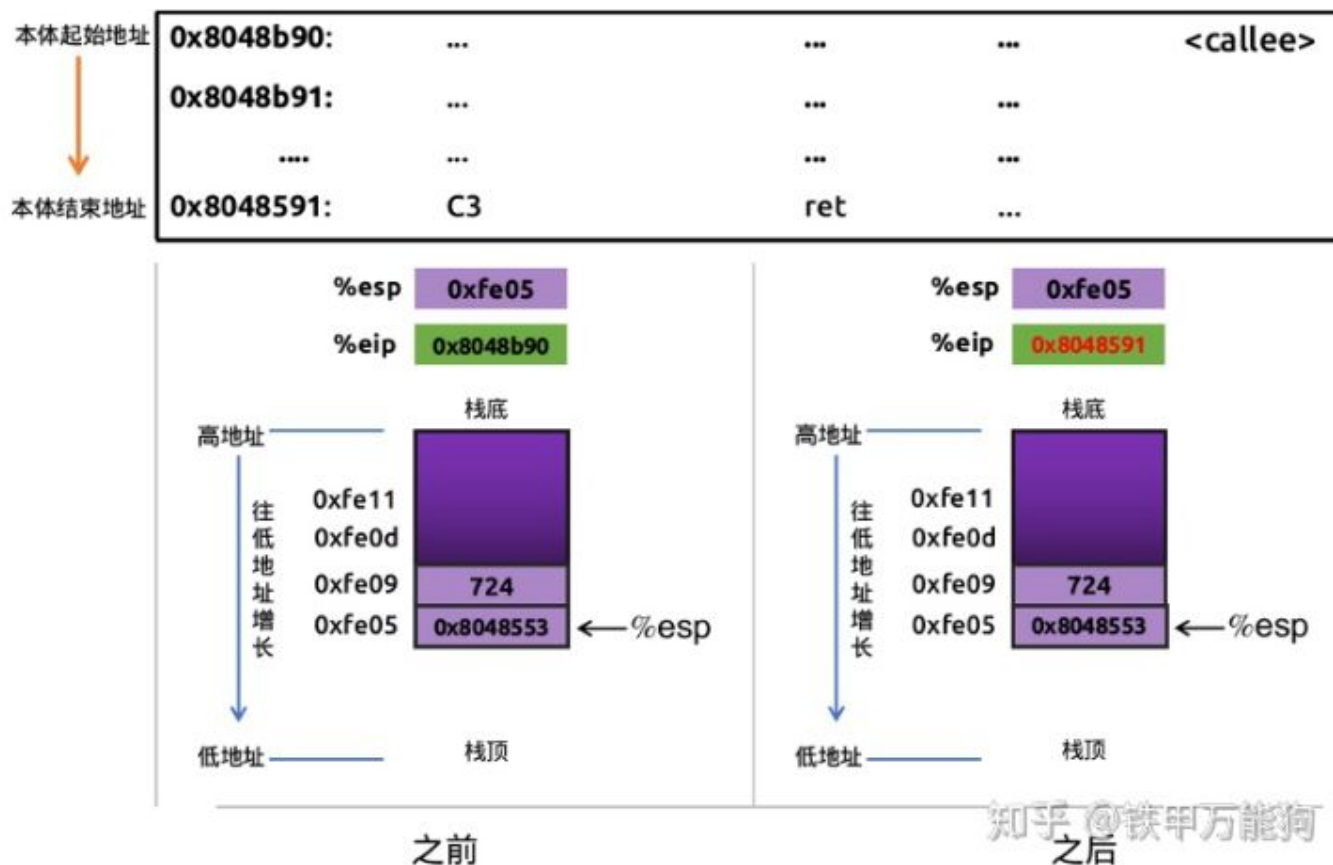 本体起始地址 0x8048b90: ... ... ... <callee>
0x8048b91: ... ... ...
.... ... ... ...
本体结束地址 0x8048591: C3 ret ...
%esp 0xfe05
%eip 0x8048b90
栈底
高地址
往低地址增长
0xfe11
0xfe0d
0xfe09 724
0xfe05 0x8048553 %esp
低地址 栈顶
之前
%esp 0xfe05
%eip 0x8048591
栈底
高地址
往低地址增长
0xfe11
0xfe0d
0xfe09 724
0xfe05 0x8048553 %esp
低地址 栈顶
之后
知乎 @铁甲万能狗